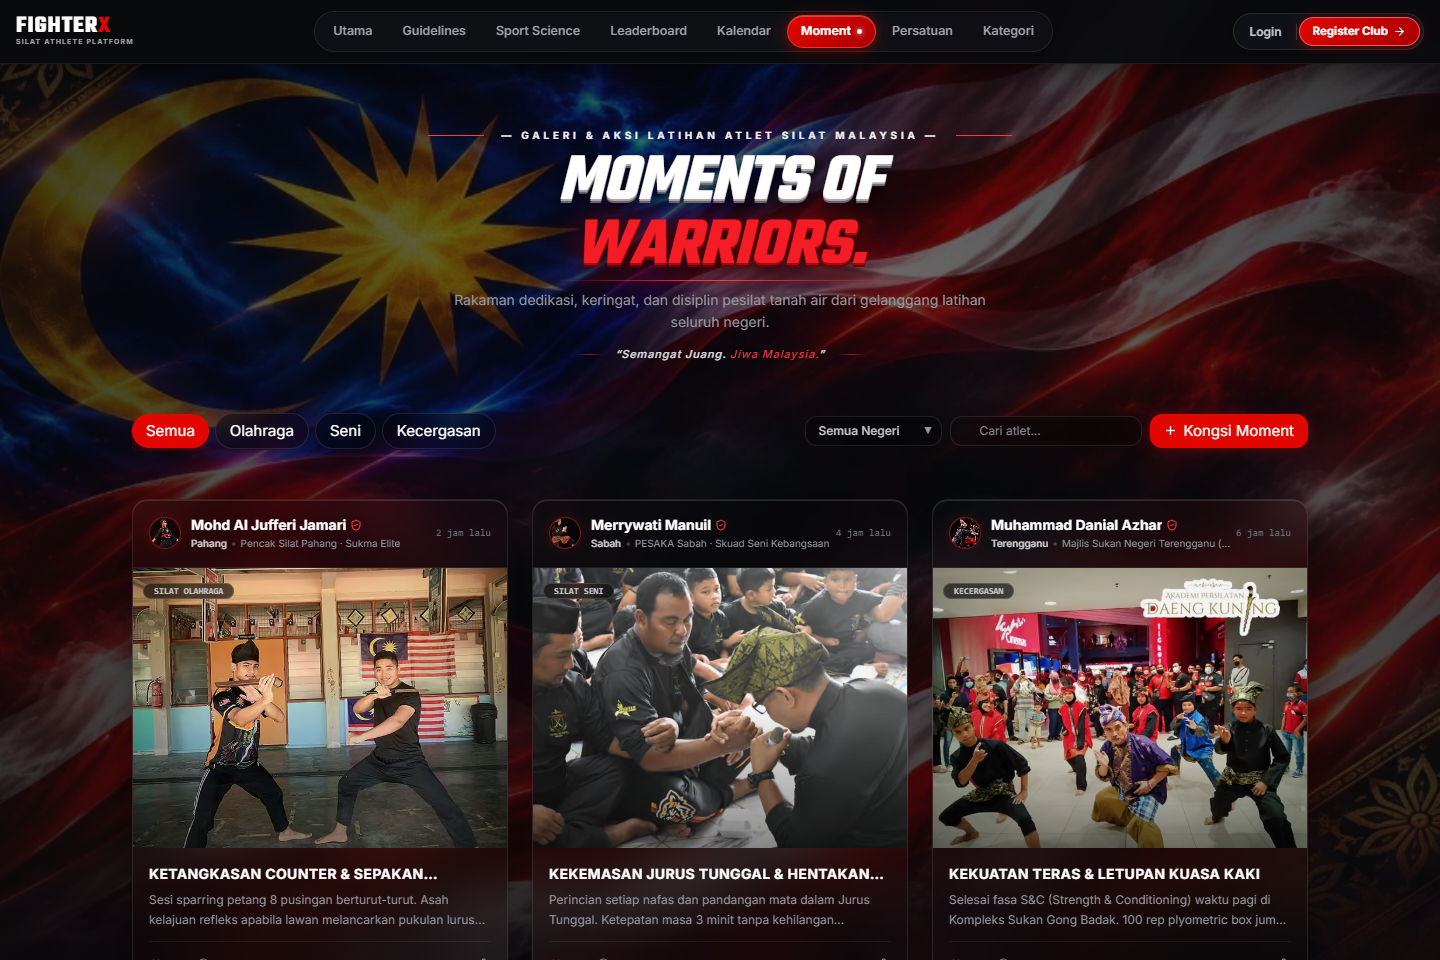 FIGHTERX
SILAT ATHLETE PLATFORM
Utama
Guidelines
Sport Science
Leaderboard
Kalendar
Moment
Persatuan
Kategori
Login
Register Club →
— GALERI & AKSI LATIHAN ATLET SILAT MALAYSIA —
MOMENTS OF
WARRIORS.
Rakaman dedikasi, keringat, dan disiplin pesilat tanah air dari gelanggang latihan
seluruh negeri.
"Semangat Juang. Jiwa Malaysia."
Semua
Olahraga
Seni
Kecergasan
Semua Negeri
Cari atlet...
+ Kongsi Moment
Mohd Al Jufferi Jamari
Pahang • Pencak Silat Pahang · Sukma Elite
2 jam lalu
SILAT OLAHRAGA
KETANGKASAN COUNTER & SEPAKAN...
Sesi sparring petang 8 pusingan berturut-turut. Asah
kelajuan refleks apabila lawan melancarkan pukulan lurus...
Merrywati Manuil
Sabah • PESAKA Sabah · Skuad Seni Kebangsaan
4 jam lalu
SILAT SENI
KEKEMASAN JURUS TUNGGAL & HENTAKAN...
Perincian setiap nafas dan pandangan mata dalam Jurus
Tunggal. Ketepatan masa 3 minit tanpa kehilangan...
Muhammad Danial Azhar
Terengganu • Majlis Sukan Negeri Terengganu (...
6 jam lalu
KECERGASAN
AKADEMI PERSILATAN
DAENG KUNING
KEKUATAN TERAS & LETUPAN KUASA KAKI
Selesai fasa S&C (Strength & Conditioning) waktu pagi di
Kompleks Sukan Gong Badak. 100 rep plyometric box jum...